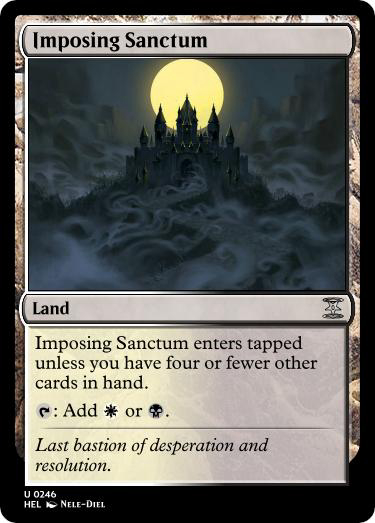 Imposing Sanctum
Land
Imposing Sanctum enters tapped
unless you have four or fewer other
cards in hand.
: Add or .
Last bastion of desperation and
resolution.
U 0246
HEL Nele-Diel